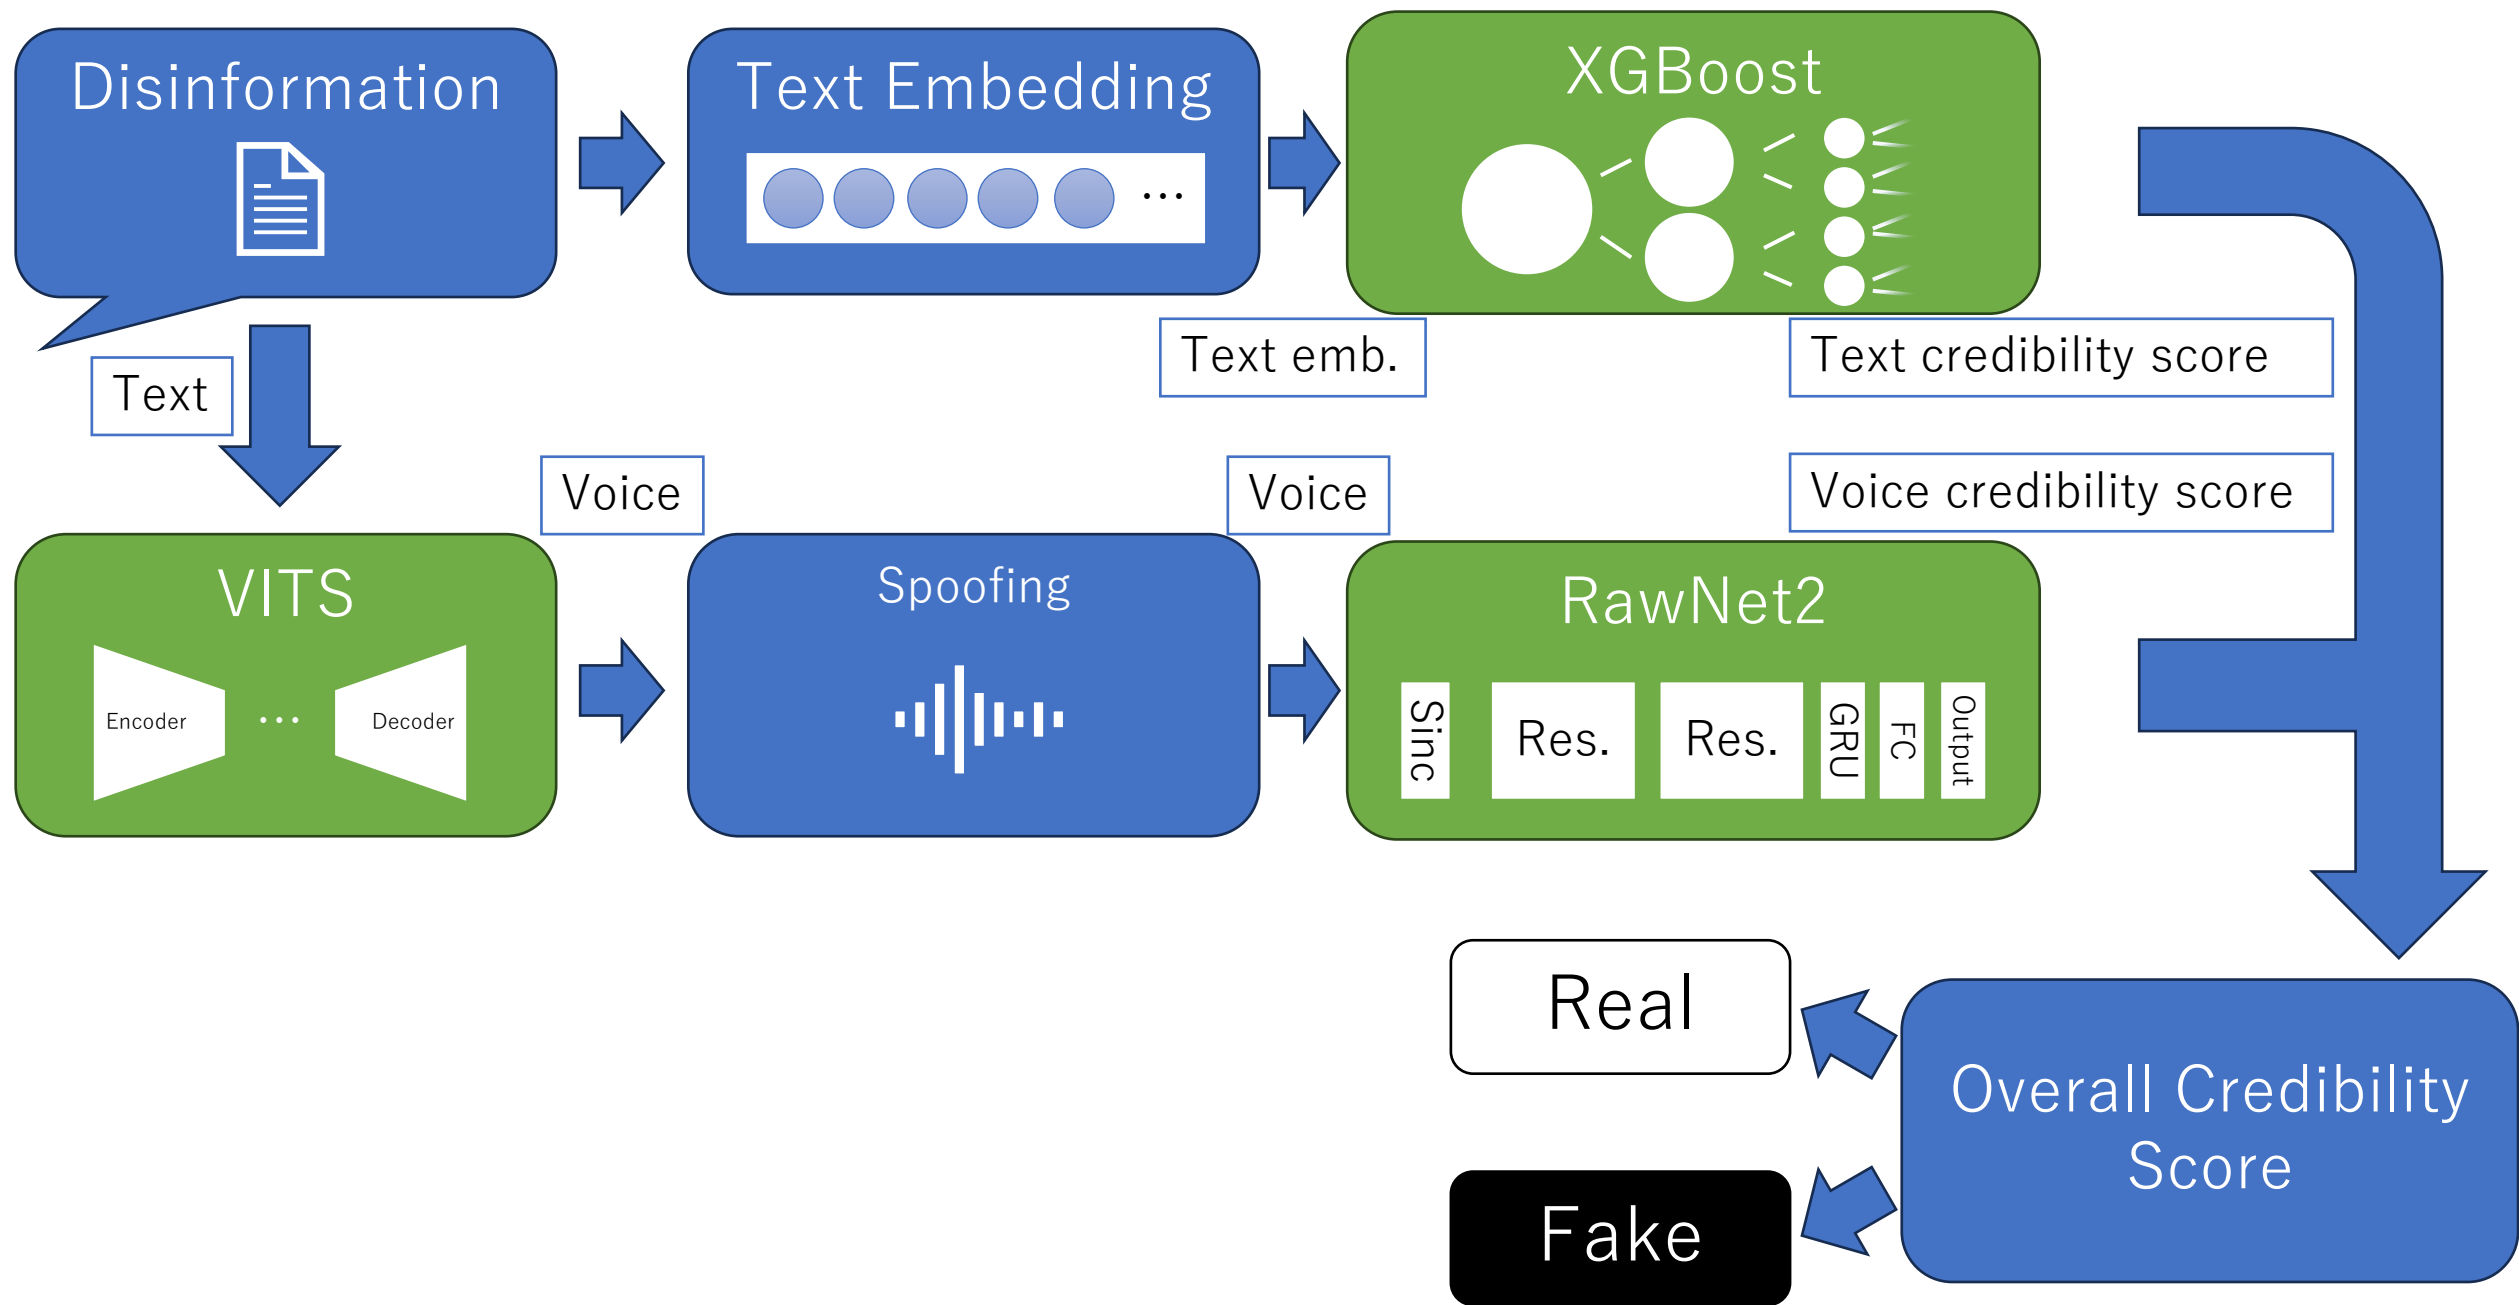 Disinformation
Text Embedding
...
XGBoost
Text
Text emb.
Text credibility score
Voice
Voice
Voice credibility score
VITS
Encoder
...
Decoder
Spoofing
RawNet2
Sinc
Res.
Res.
GRU
FC
Output
Real
Fake
Overall Credibility
Score